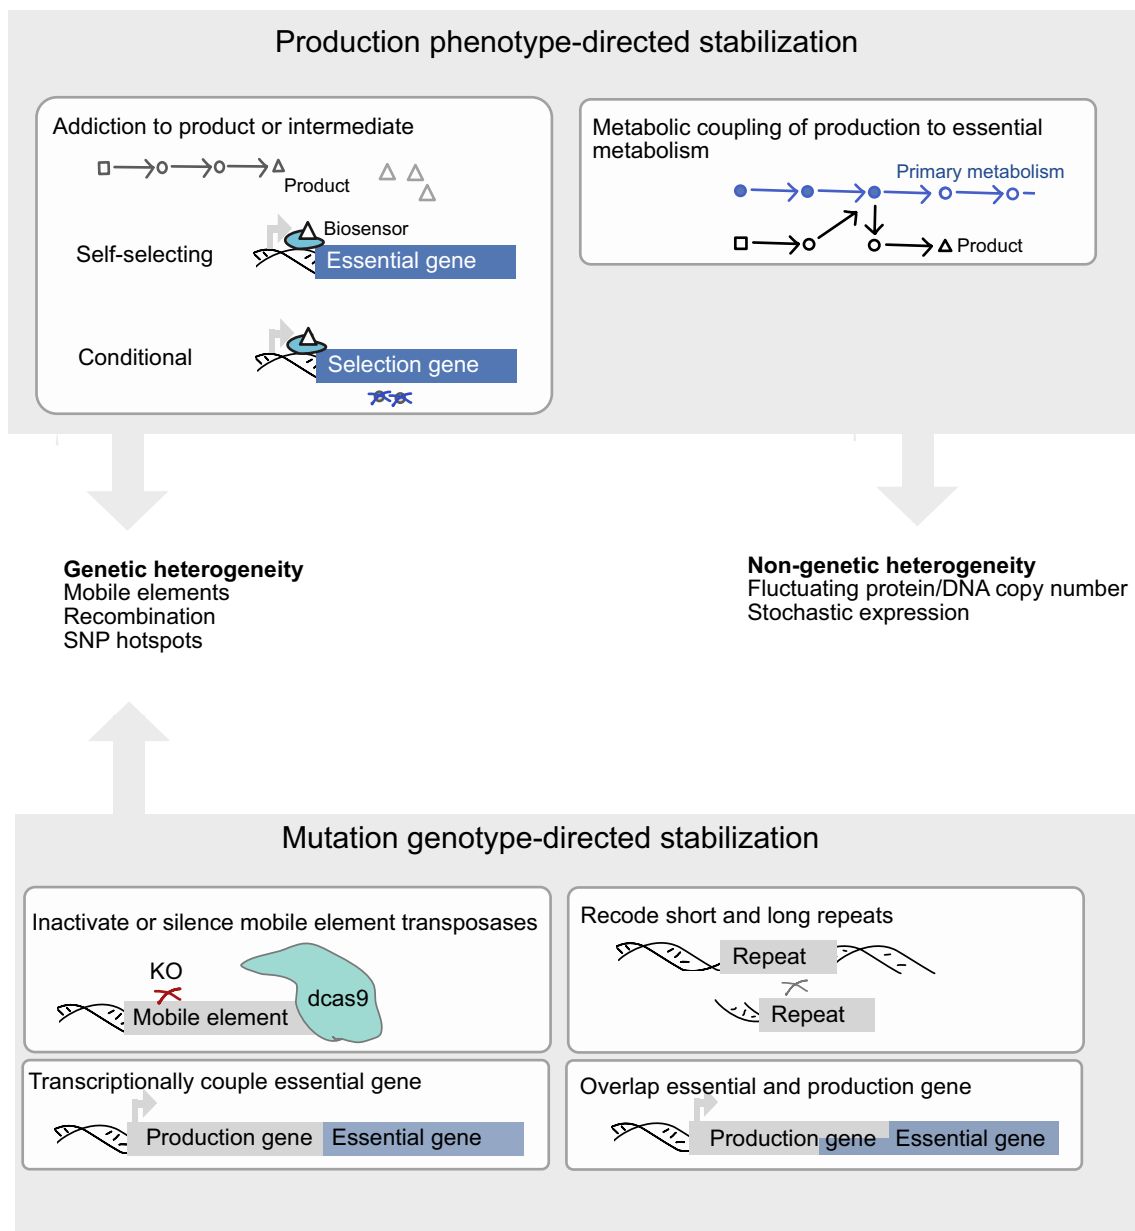 Production phenotype-directed stabilization
Addiction to product or intermediate
Product
Biosensor
Self-selecting
Essential gene
Conditional
Selection gene
Metabolic coupling of production to essential
metabolism
Primary metabolism
Product
Genetic heterogeneity
Mobile elements
Recombination
SNP hotspots
Non-genetic heterogeneity
Fluctuating protein/DNA copy number
Stochastic expression
Mutation genotype-directed stabilization
Inactivate or silence mobile element transposases
KO
dcas9
Mobile element
Recode short and long repeats
Repeat
Repeat
Transcriptionally couple essential gene
Production gene
Essential gene
Overlap essential and production gene
Production gene
Essential gene